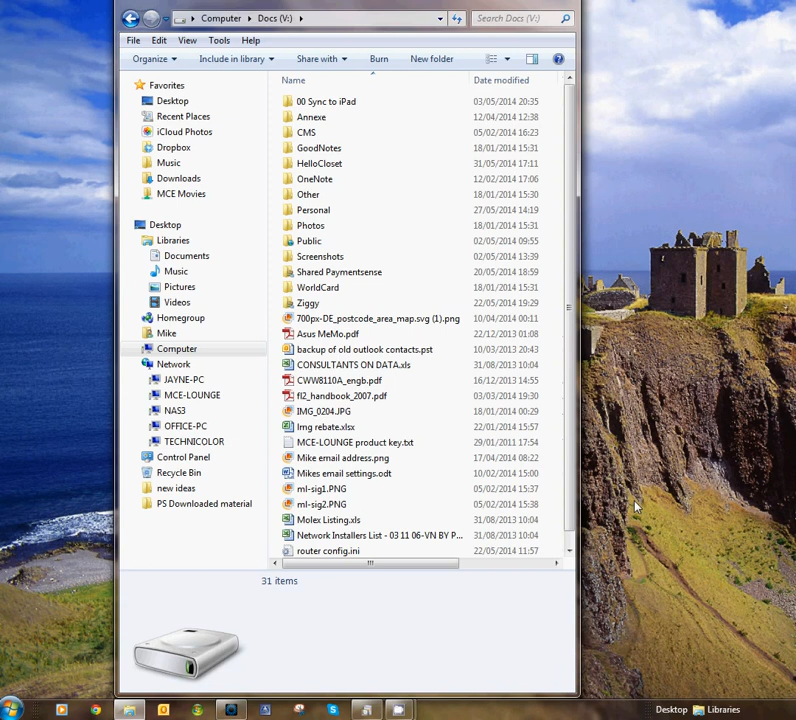 Computer Docs (V:) Search Docs (V:)
File Edit View Tools Help
Organize Include in library Share with Burn New folder
Name Date modified
Favorites
Desktop
Recent Places
iCloud Photos
Dropbox
Music
Downloads
MCE Movies
Desktop
Libraries
Documents
Music
Pictures
Videos
Homegroup
Mike
Computer
Network
JAYNE-PC
MCE-LOUNGE
NAS3
OFFICE-PC
TECHNICOLOR
Control Panel
Recycle Bin
new ideas
PS Downloaded material
00 Sync to iPad 03/05/2014 20:35
Annexe 12/04/2014 12:38
CMS 05/02/2014 16:23
GoodNotes 18/01/2014 15:31
HelloCloset 31/05/2014 17:11
OneNote 12/02/2014 17:06
Other 18/01/2014 15:30
Personal 27/05/2014 14:19
Photos 18/01/2014 15:31
Public 02/05/2014 09:55
Screenshots 02/05/2014 13:39
Shared Paymentsense 20/05/2014 18:59
WorldCard 18/01/2014 15:31
Ziggy 22/05/2014 19:29
700px-DE_postcode_area_map.svg (1).png 10/04/2014 00:11
Asus MeMo.pdf 22/12/2013 01:08
backup of old outlook contacts.pst 10/03/2013 20:43
CONSULTANTS ON DATA.xls 31/08/2013 10:04
CWW8110A_engb.pdf 16/12/2013 14:55
fl2_handbook_2007.pdf 03/03/2014 19:30
IMG_0204.JPG 18/01/2014 00:29
lmg rebate.xlsx 22/01/2014 15:57
MCE-LOUNGE product key.txt 29/01/2011 17:54
Mike email address.png 17/04/2014 08:22
Mikes email settings.odt 10/02/2014 15:00
ml-sig1.PNG 05/02/2014 15:37
ml-sig2.PNG 05/02/2014 15:38
Molex Listing.xls 31/08/2013 10:04
Network Installers List - 03 11 06-VN BY P... 31/08/2013 10:04
router config.ini 22/05/2014 11:57
31 items
Desktop Libraries